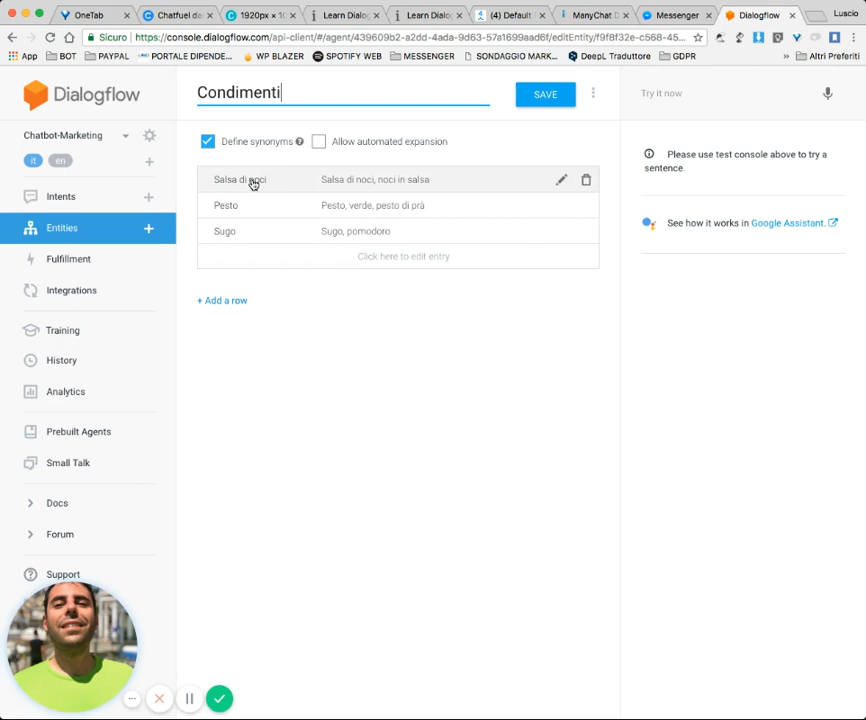 OneTab
Chatfuel da
1920px × 10
Learn Dialog
Learn Dialog
(4) Default
ManyChat D
Messenger
Dialogflow
Luscio
Sicuro
https://console.dialogflow.com/api-client/#/agent/439609b2-a2dd-4ada-9d63-57a1699aad6f/editEntity/f9f8f32e-c568-45...
App
BOT
PAYPAL
PORTALE DIPENDE...
WP BLAZER
SPOTIFY WEB
MESSENGER
SONDAGGIO MARK...
DeepL Traduttore
GDPR
»
Altri Preferiti
Dialogflow
Condimenti
SAVE
Try it now
Chatbot-Marketing
it
en
Define synonyms
Allow automated expansion
Please use test console above to try a
sentence.
Salsa di noci
Salsa di noci, noci in salsa
Pesto
Pesto, verde, pesto di prà
Sugo
Sugo, pomodoro
Click here to edit entry
+ Add a row
See how it works in Google Assistant.
Intents
Entities
Fulfillment
Integrations
Training
History
Analytics
Prebuilt Agents
Small Talk
Docs
Forum
Support